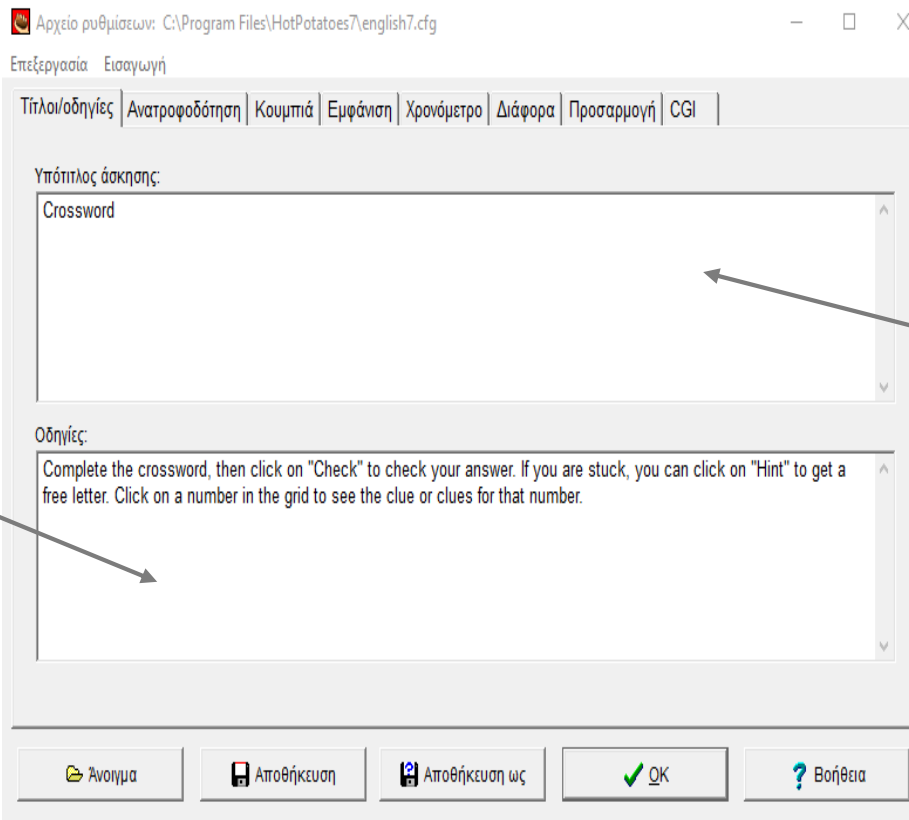 Αρχείο ρυθμίσεων: C:\Program Files\HotPotatoes7\english7.cfg
Επεξεργασία Εισαγωγή
Τίτλοι/οδηγίες Ανατροφοδότηση Κουμπιά Εμφάνιση Χρονόμετρο Διάφορα Προσαρμογή CGI
Υπότιτλος άσκησης:
Crossword
Οδηγίες:
Complete the crossword, then click on "Check" to check your answer. If you are stuck, you can click on "Hint" to get a
free letter. Click on a number in the grid to see the clue or clues for that number.
Άνοιγμα Αποθήκευση Αποθήκευση ως OK Βοήθεια